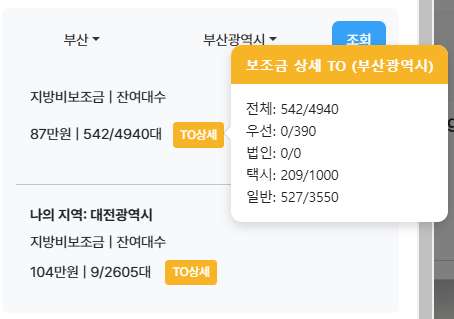 부산
부산광역시
조회
지방비보조금 | 잔여대수
87만원 | 542/4940대
TO상세
보조금 상세 TO (부산광역시)
전체: 542/4940
우선: 0/390
법인: 0/0
택시: 209/1000
일반: 527/3550
나의 지역: 대전광역시
지방비보조금 | 잔여대수
104만원 | 9/2605대
TO상세